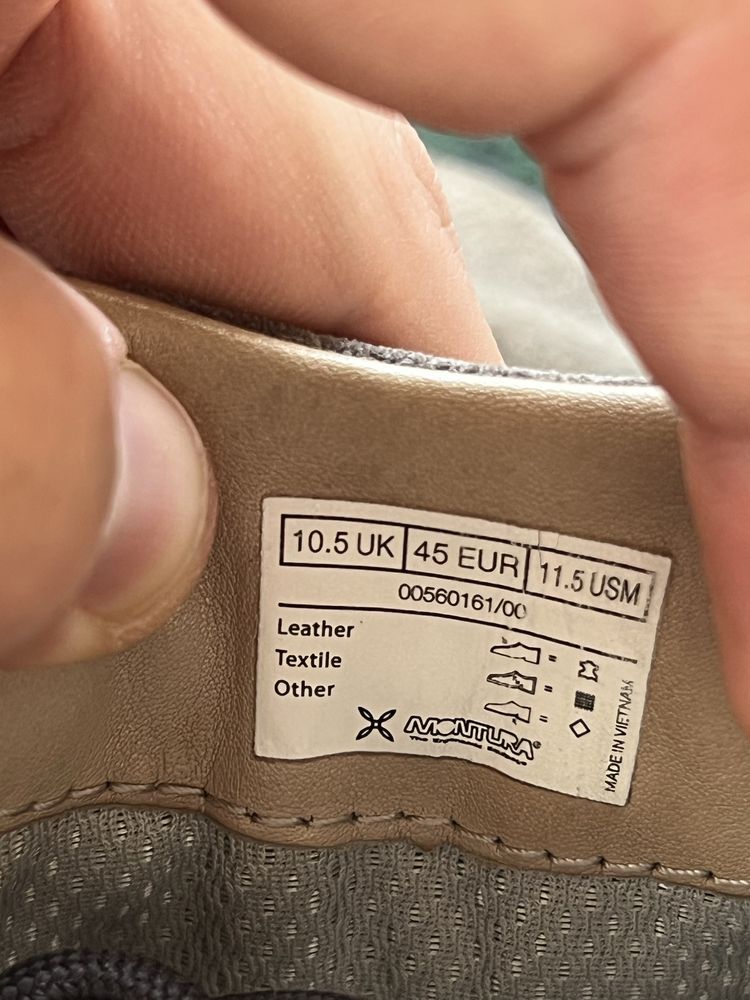 10.5 UK 45 EUR 11.5 USM
00560161/00
Leather =
Textile =
Other =
MONTURA®
MADE IN VIETNAM